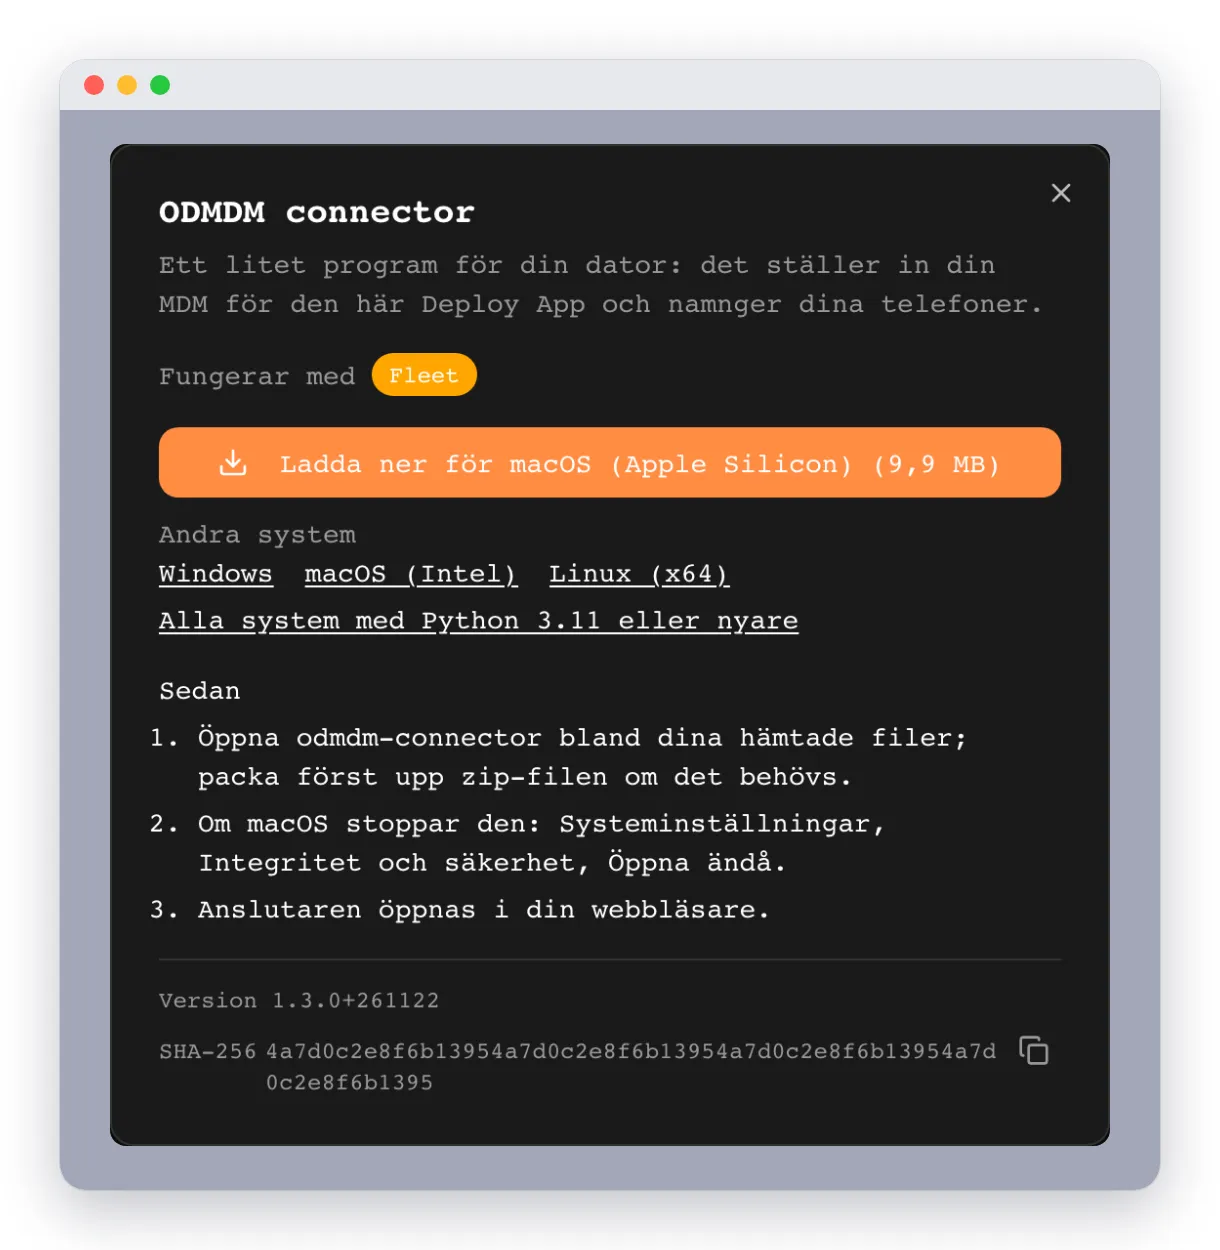 ODMDM connector
Ett litet program för din dator: det ställer in din
MDM för den här Deploy App och namnger dina telefoner.
Fungerar med Fleet
Ladda ner för macOS (Apple Silicon) (9,9 MB)
Andra system
Windows macOS (Intel) Linux (x64)
Alla system med Python 3.11 eller nyare
Sedan
1. Öppna odmdm-connector bland dina hämtade filer;
packa först upp zip-filen om det behövs.
2. Om macOS stoppar den: Systeminställningar,
Integritet och säkerhet, Öppna ändå.
3. Anslutaren öppnas i din webbläsare.
Version 1.3.0+261122
SHA-256 4a7d0c2e8f6b13954a7d0c2e8f6b13954a7d0c2e8f6b13954a7d
0c2e8f6b1395